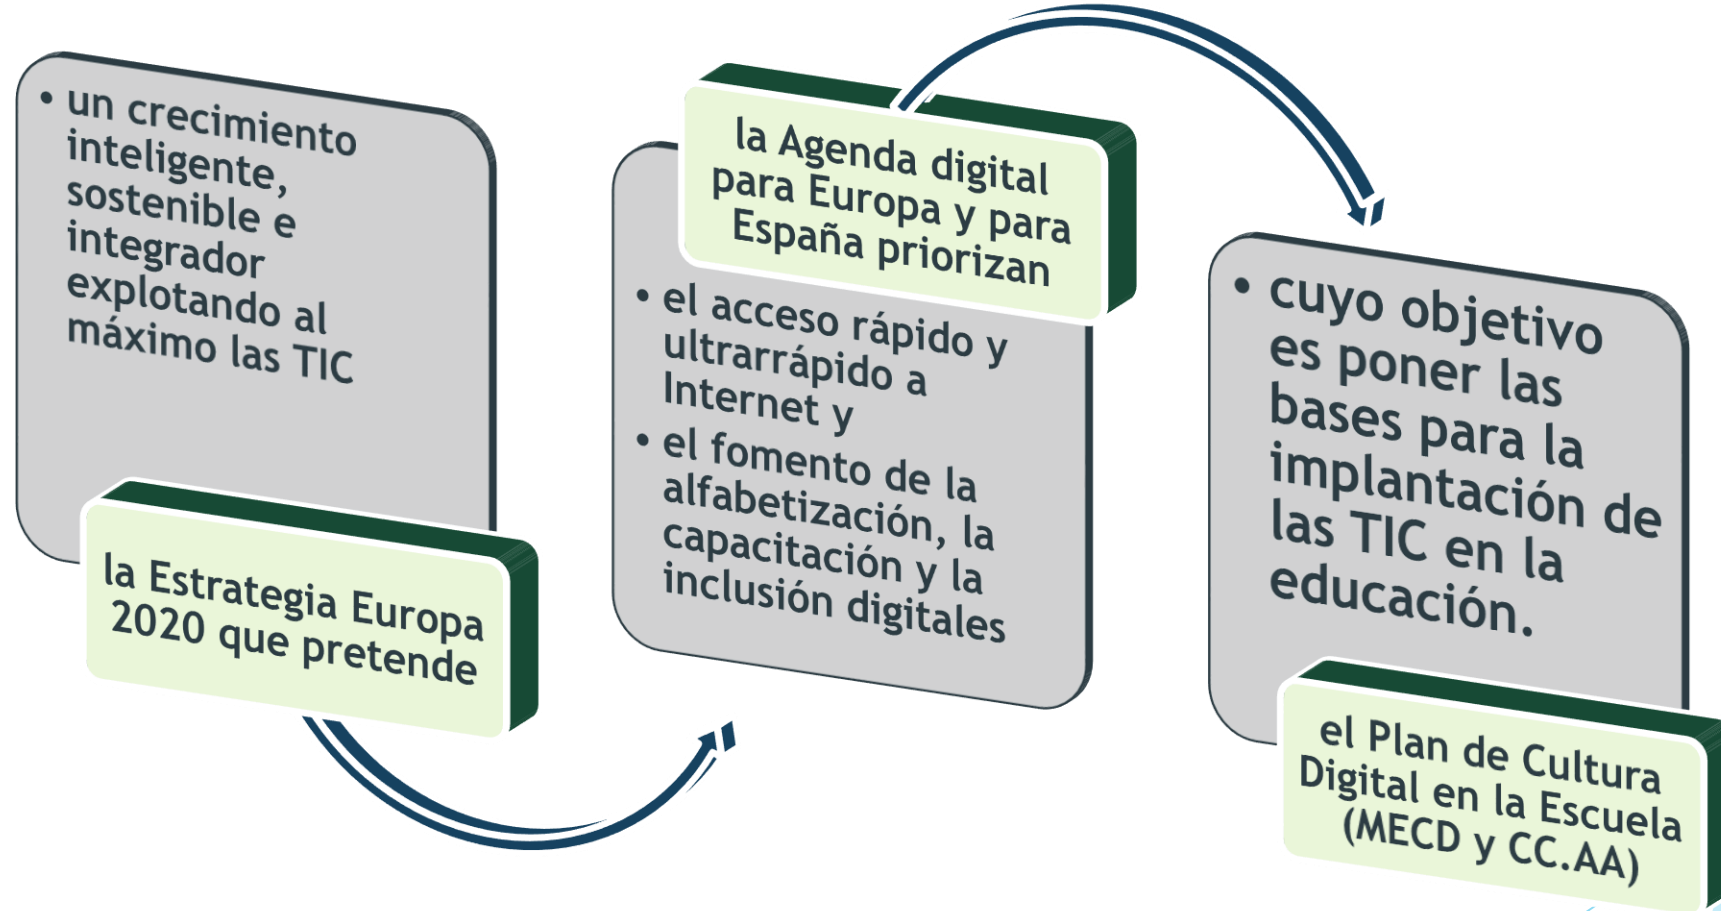 • un crecimiento
inteligente,
sostenible e
integrador
explotando al
máximo las TIC
la Estrategia Europa
2020 que pretende
la Agenda digital
para Europa y para
España priorizan
• el acceso rápido y
ultrarrápido a
Internet y
• el fomento de la
alfabetización, la
capacitación y la
inclusión digitales
• cuyo objetivo
es poner las
bases para la
implantación de
las TIC en la
educación.
el Plan de Cultura
Digital en la Escuela
(MECD y CC.AA)